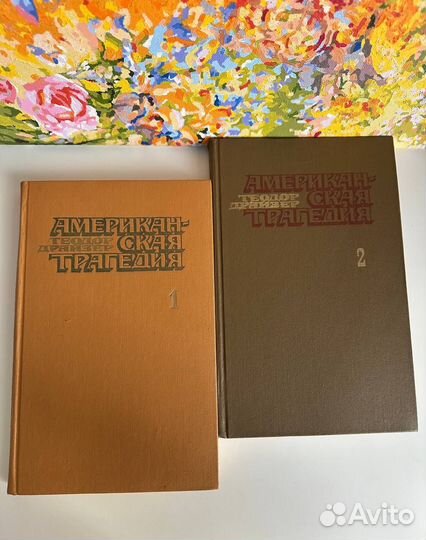 АМЕРИКАН-
ТЕОДОР
ДРАЙЗЕР
СКАЯ
ТРАГЕДИЯ
1
АМЕРИКАН-
ТЕОДОР
ДРАЙЗЕР
СКАЯ
ТРАГЕДИЯ
2
Avito